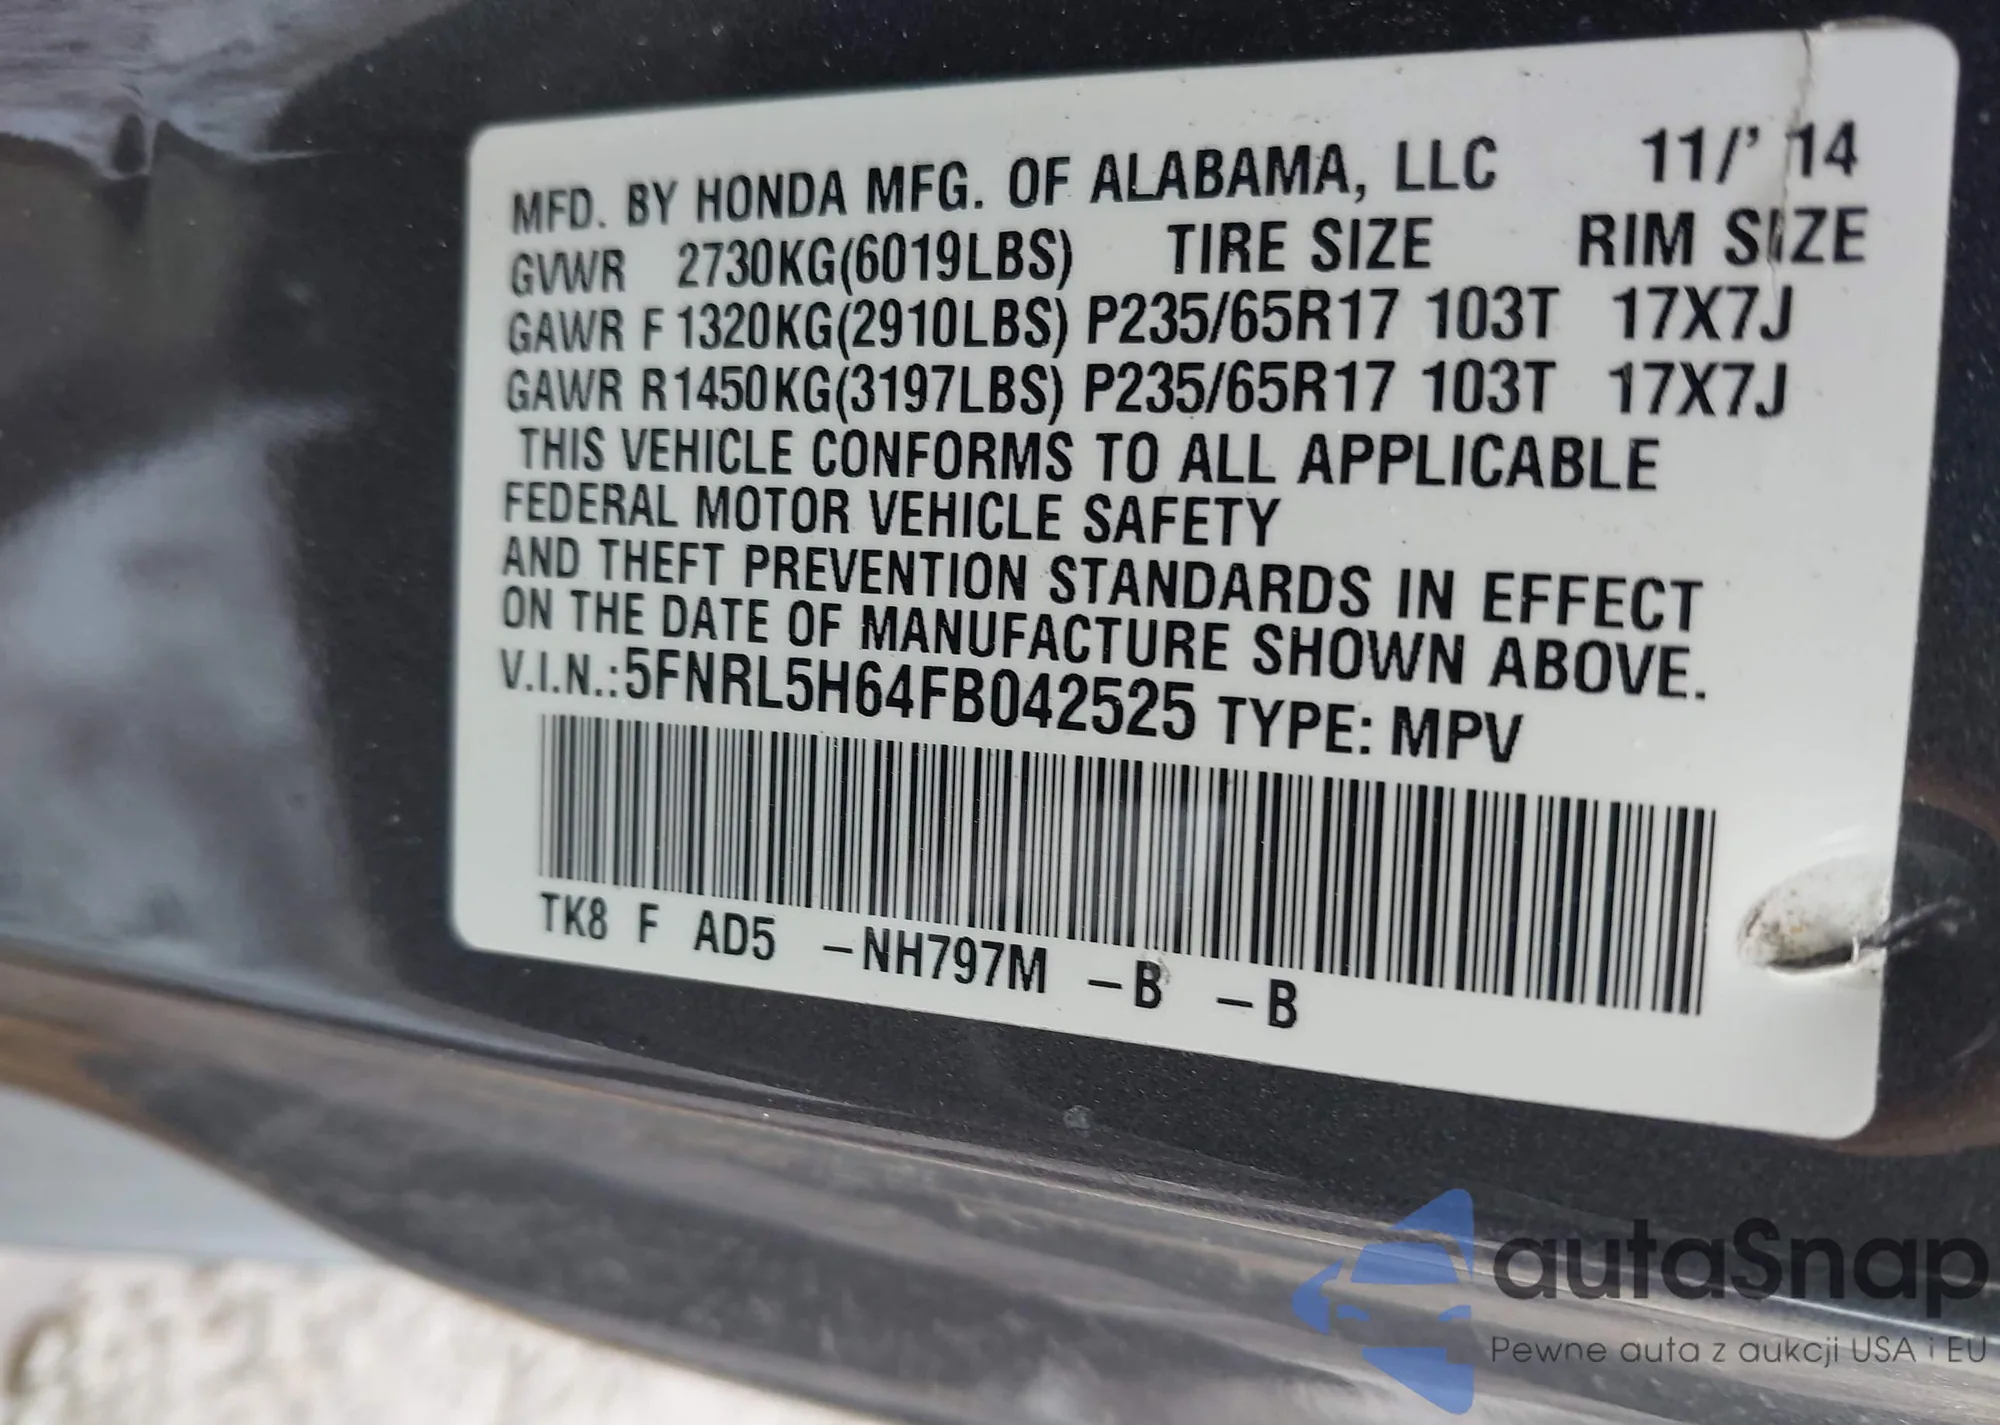 MFD. BY HONDA MFG. OF ALABAMA, LLC 11/' 14
GVWR 2730KG(6019LBS) TIRE SIZE RIM SIZE
GAWR F 1320KG(2910LBS) P235/65R17 103T 17X7J
GAWR R 1450KG(3197LBS) P235/65R17 103T 17X7J
THIS VEHICLE CONFORMS TO ALL APPLICABLE
FEDERAL MOTOR VEHICLE SAFETY
AND THEFT PREVENTION STANDARDS IN EFFECT
ON THE DATE OF MANUFACTURE SHOWN ABOVE.
V.I.N.:5FNRL5H64FB042525 TYPE: MPV
TK8 F AD5 –NH797M –B –B
autaSnap
Pewne auta z aukcji USA i EU